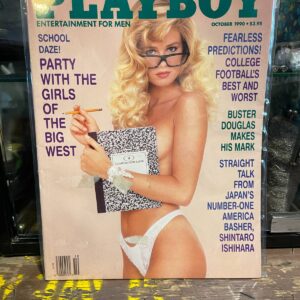 PLAYBOY
ENTERTAINMENT FOR MEN
OCTOBER 1990 • $3.95
SCHOOL
DAZE!
PARTY
WITH THE
GIRLS
OF
THE
BIG
WEST
FEARLESS
PREDICTIONS!
COLLEGE
FOOTBALL'S
BEST AND
WORST
BUSTER
DOUGLAS
MAKES
HIS MARK
STRAIGHT
TALK
FROM
JAPAN'S
NUMBER-ONE
AMERICA
BASHER,
SHINTARO
ISHIHARA